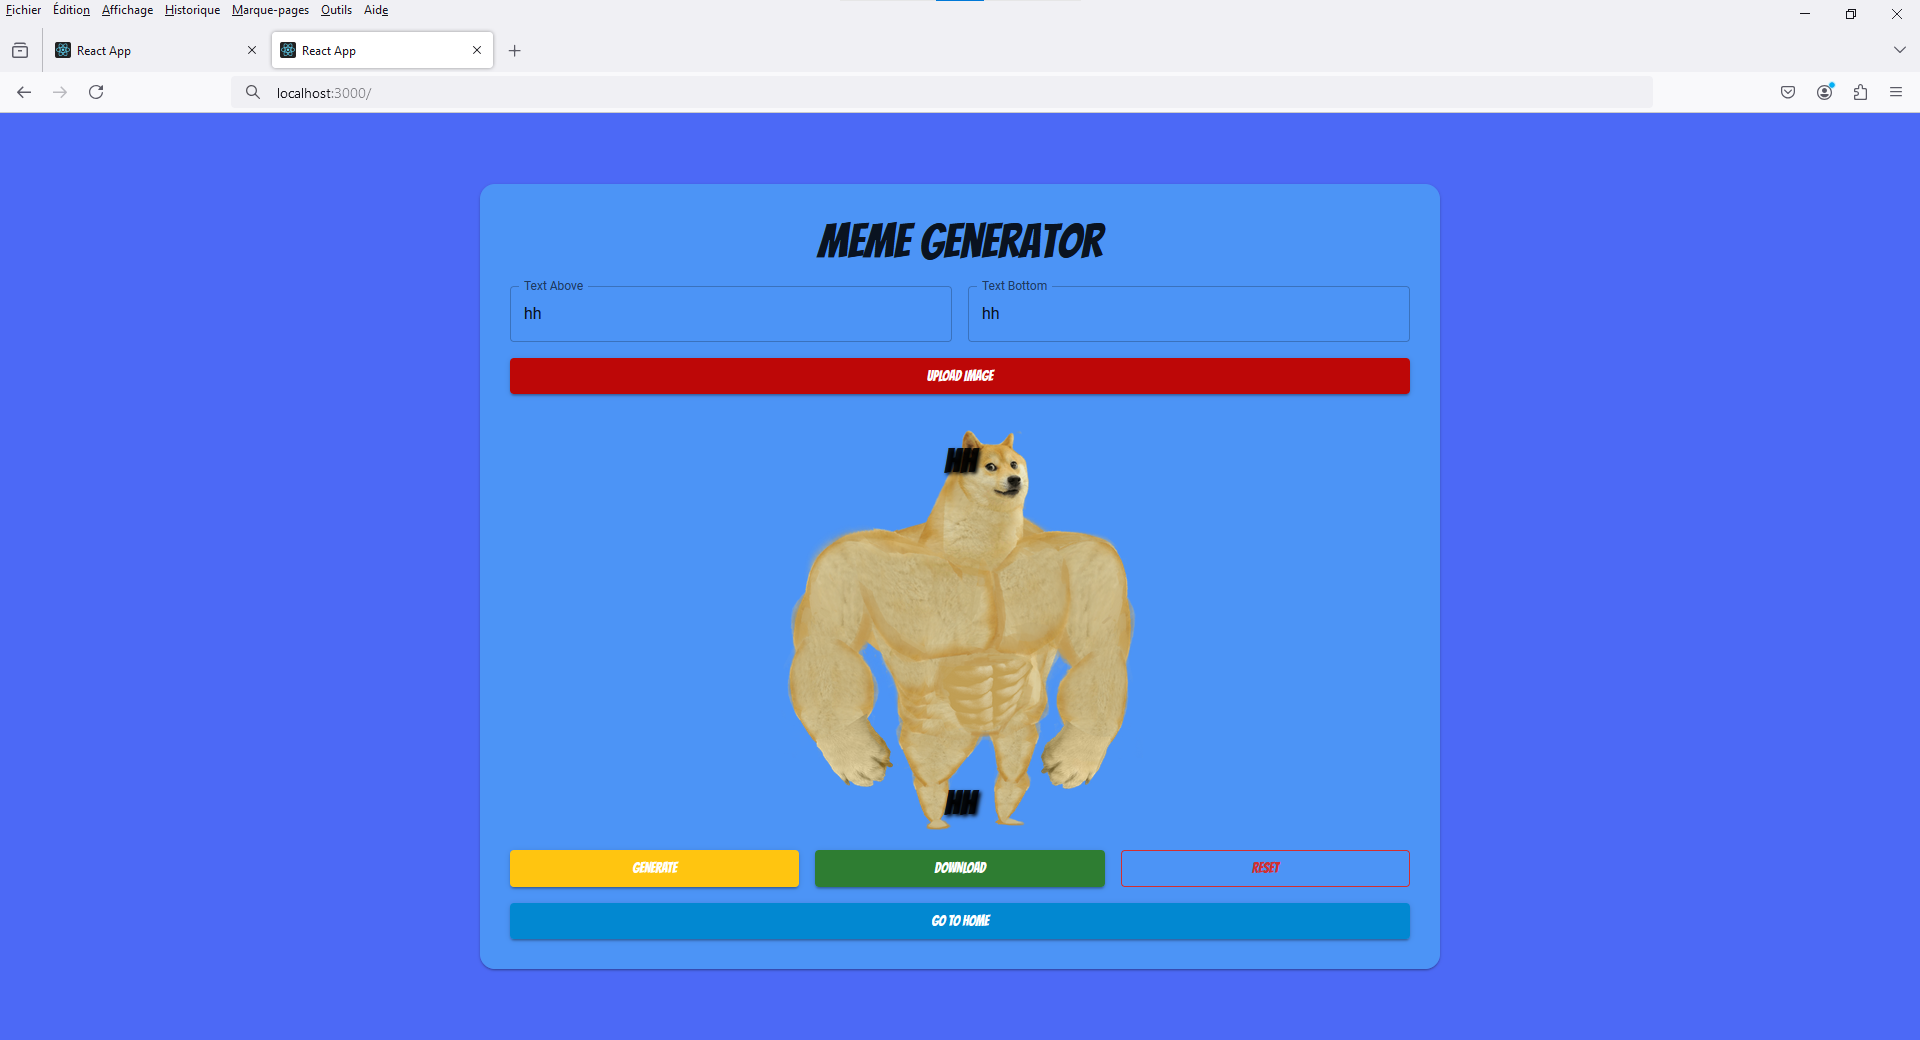 Fichier Édition Affichage Historique Marque-pages Outils Aide
React App React App
localhost:3000/
MEME GENERATOR
Text Above Text Bottom
hh hh
UPLOAD IMAGE
HH
HH
GENERATE DOWNLOAD RESET
GO TO HOME